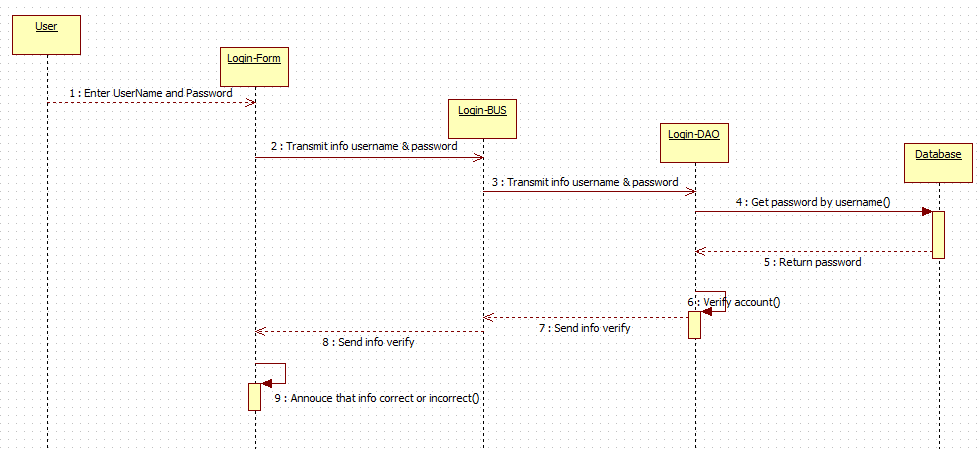 User
Login-Form
1 : Enter UserName and Password
Login-BUS
Login-DAO
2 : Transmit info username & password
Database
3 : Transmit info username & password
4 : Get password by username()
5 : Return password
6 : Verify account()
7 : Send info verify
8 : Send info verify
9 : Annouce that info correct or incorrect()